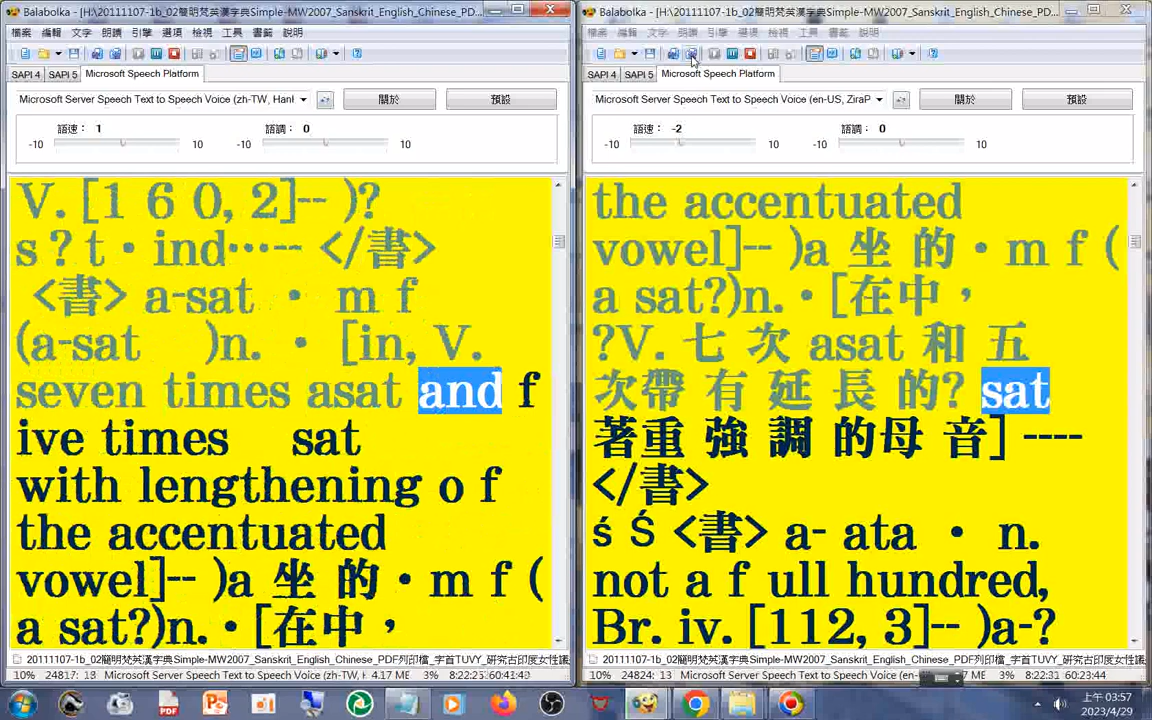 Balabolka - [H:\20111107-1b_02簡明梵英漢字典Simple-MW2007_Sanskrit_English_Chinese_PD...
檔案 編輯 文字 朗讀 引擎 選項 檢視 工具 書籤 說明
SAPI 4 SAPI 5 Microsoft Speech Platform
Microsoft Server Speech Text to Speech Voice (zh-TW, Han 關於 預設
語速： 1 語調： 0
-10 10 -10 10
V. [1 6 0, 2]-- )?
s ? t • ind…-- </書>
<書> a-sat • m f
(a-sat )n. • [in, V.
seven times asat and f
ive times sat
with lengthening o f
the accentuated
vowel]-- )a 坐 的 • m f (
a sat?)n. • [在中，
20111107-1b_02簡明梵英漢字典Simple-MW2007_Sanskrit_English_Chinese_PDF列印檔_字首TUVY_研究古印度女性議
10% 24817: 13 Microsoft Server Speech Text to Speech Voice (zh-TW, H 4.17 ME 3% 8:22:25
Balabolka - [H:\20111107-1b_02簡明梵英漢字典Simple-MW2007_Sanskrit_English_Chinese_PD...
檔案 編輯 文字 朗讀 引擎 選項 檢視 工具 書籤 說明
SAPI 4 SAPI 5 Microsoft Speech Platform
Microsoft Server Speech Text to Speech Voice (en-US, ZiraP 關於 預設
語速： -2 語調： 0
-10 10 -10 10
the accentuated
vowel]-- )a 坐 的 • m f (
a sat?)n. • [在中，
?V. 七 次 asat 和 五
次帶 有 延 長 的? sat
著重 強 調 的母 音] ----
</書>
ś Ś <書> a- ata • n.
not a f ull hundred,
Br. iv. [112, 3]-- )a-?
20111107-1b_02簡明梵英漢字典Simple-MW2007_Sanskrit_English_Chinese_PDF列印檔_字首TUVY_研究古印度女性議
10% 24824: 13 Microsoft Server Speech Text to Speech Voice (en-US 4.17 ME 3% 60:23:44
上午 03:57
2023/4/29